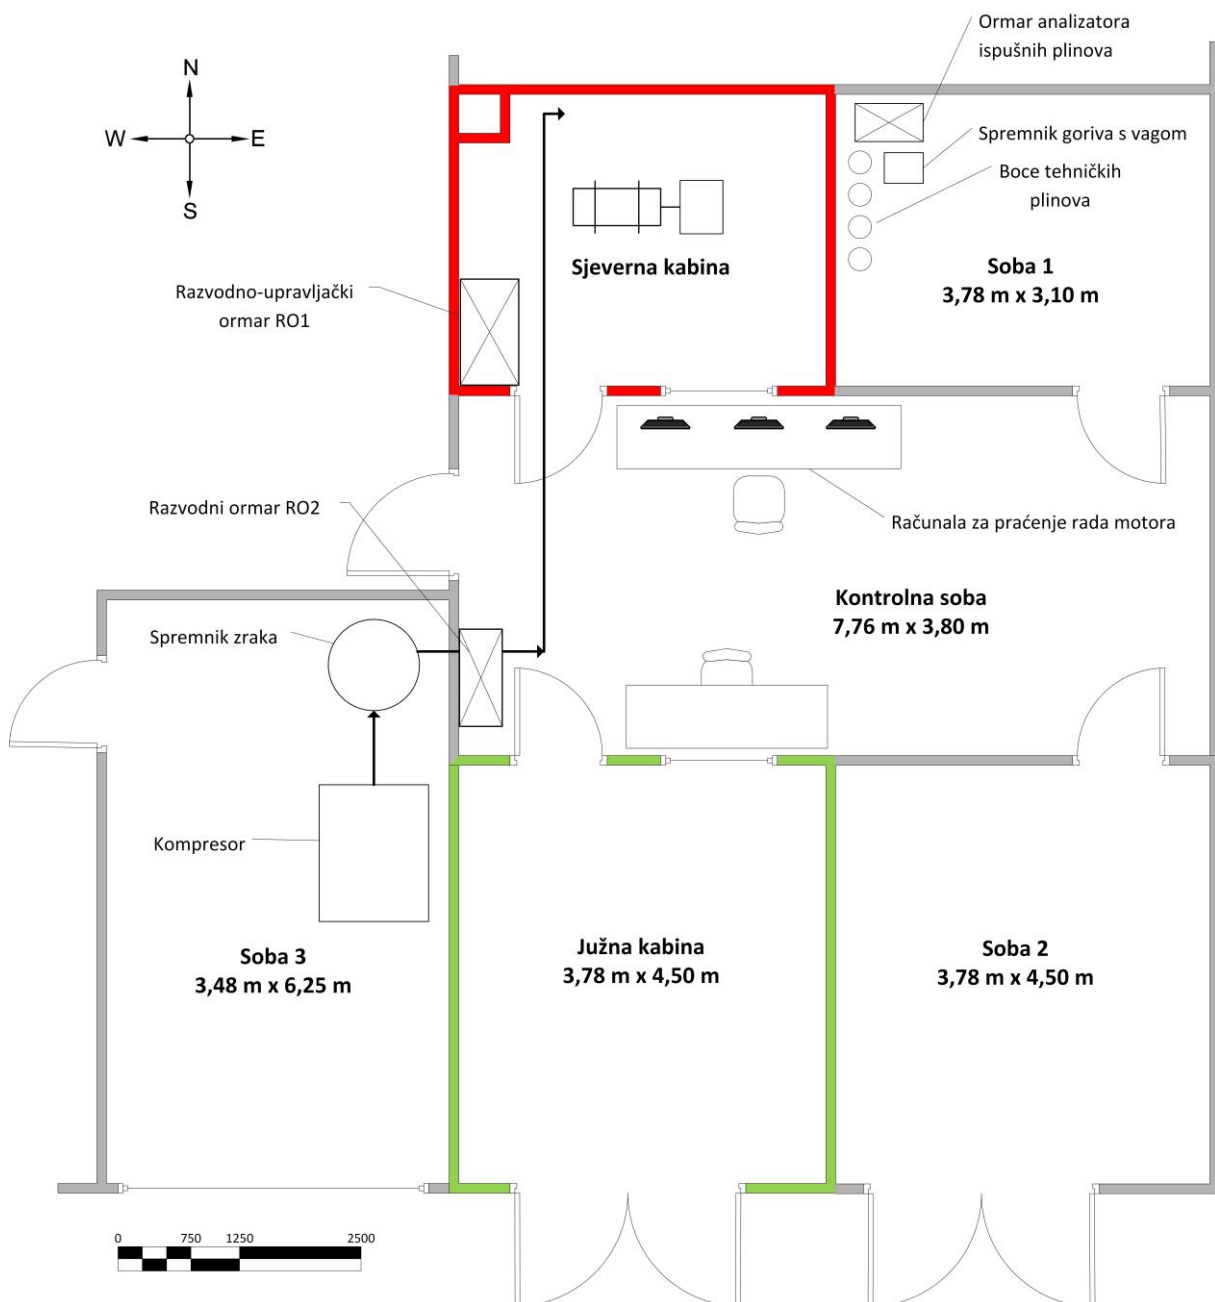 Ormar analizatora
ispušnih plinova
N
W
E
S
Spremnik goriva s vagom
Boce tehničkih
plinova
Sjeverna kabina
Soba 1
3,78 m x 3,10 m
Razvodno-upravljački
ormar RO1
Razvodni ormar RO2
Računala za praćenje rada motora
Kontrolna soba
7,76 m x 3,80 m
Spremnik zraka
Kompresor
Soba 3
3,48 m x 6,25 m
Južna kabina
3,78 m x 4,50 m
Soba 2
3,78 m x 4,50 m
0 750 1250 2500